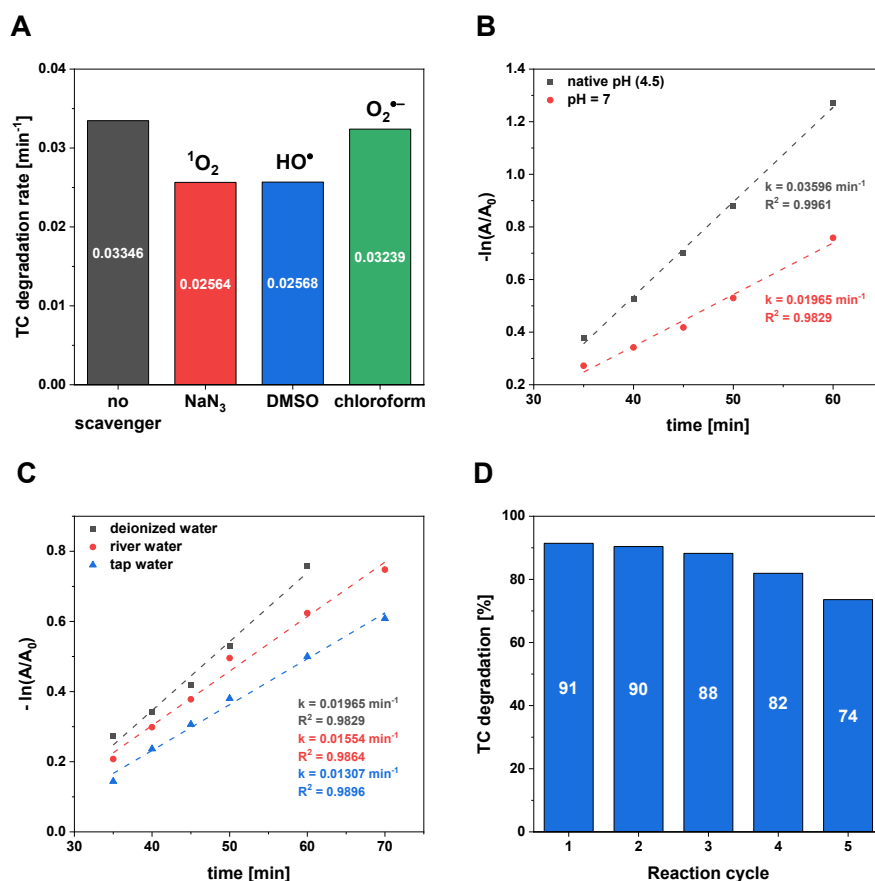 A
TC degradation rate [min⁻¹]
0.04
0.03
0.02
0.01
0.00
¹O₂
HO•
O₂•−
0.03346
0.02564
0.02568
0.03239
no scavenger
NaN₃
DMSO
chloroform
B
-ln(A/A₀)
1.4
1.2
1.0
0.8
0.6
0.4
0.2
native pH (4.5)
pH = 7
k = 0.03596 min⁻¹
R² = 0.9961
k = 0.01965 min⁻¹
R² = 0.9829
30
40
50
60
time [min]
C
- ln(A/A₀)
0.8
0.6
0.4
0.2
0.0
deionized water
river water
tap water
k = 0.01965 min⁻¹
R² = 0.9829
k = 0.01554 min⁻¹
R² = 0.9864
k = 0.01307 min⁻¹
R² = 0.9896
30
40
50
60
70
time [min]
D
TC degradation [%]
100
80
60
40
20
0
91
90
88
82
74
1
2
3
4
5
Reaction cycle